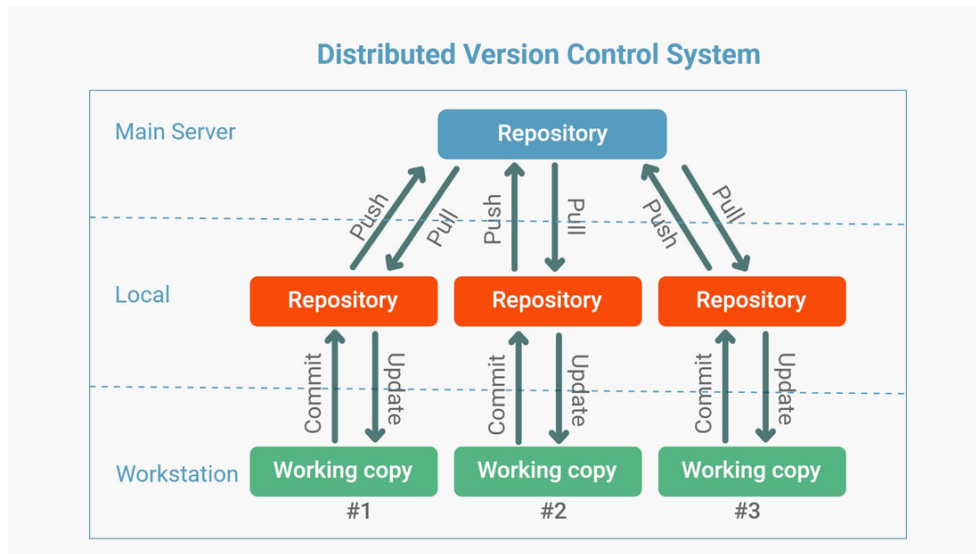 Distributed Version Control System
Main Server
Repository
Push
Pull
Push
Pull
Push
Pull
Local
Repository
Repository
Repository
Commit
Update
Commit
Update
Commit
Update
Workstation
Working copy
Working copy
Working copy
#1
#2
#3